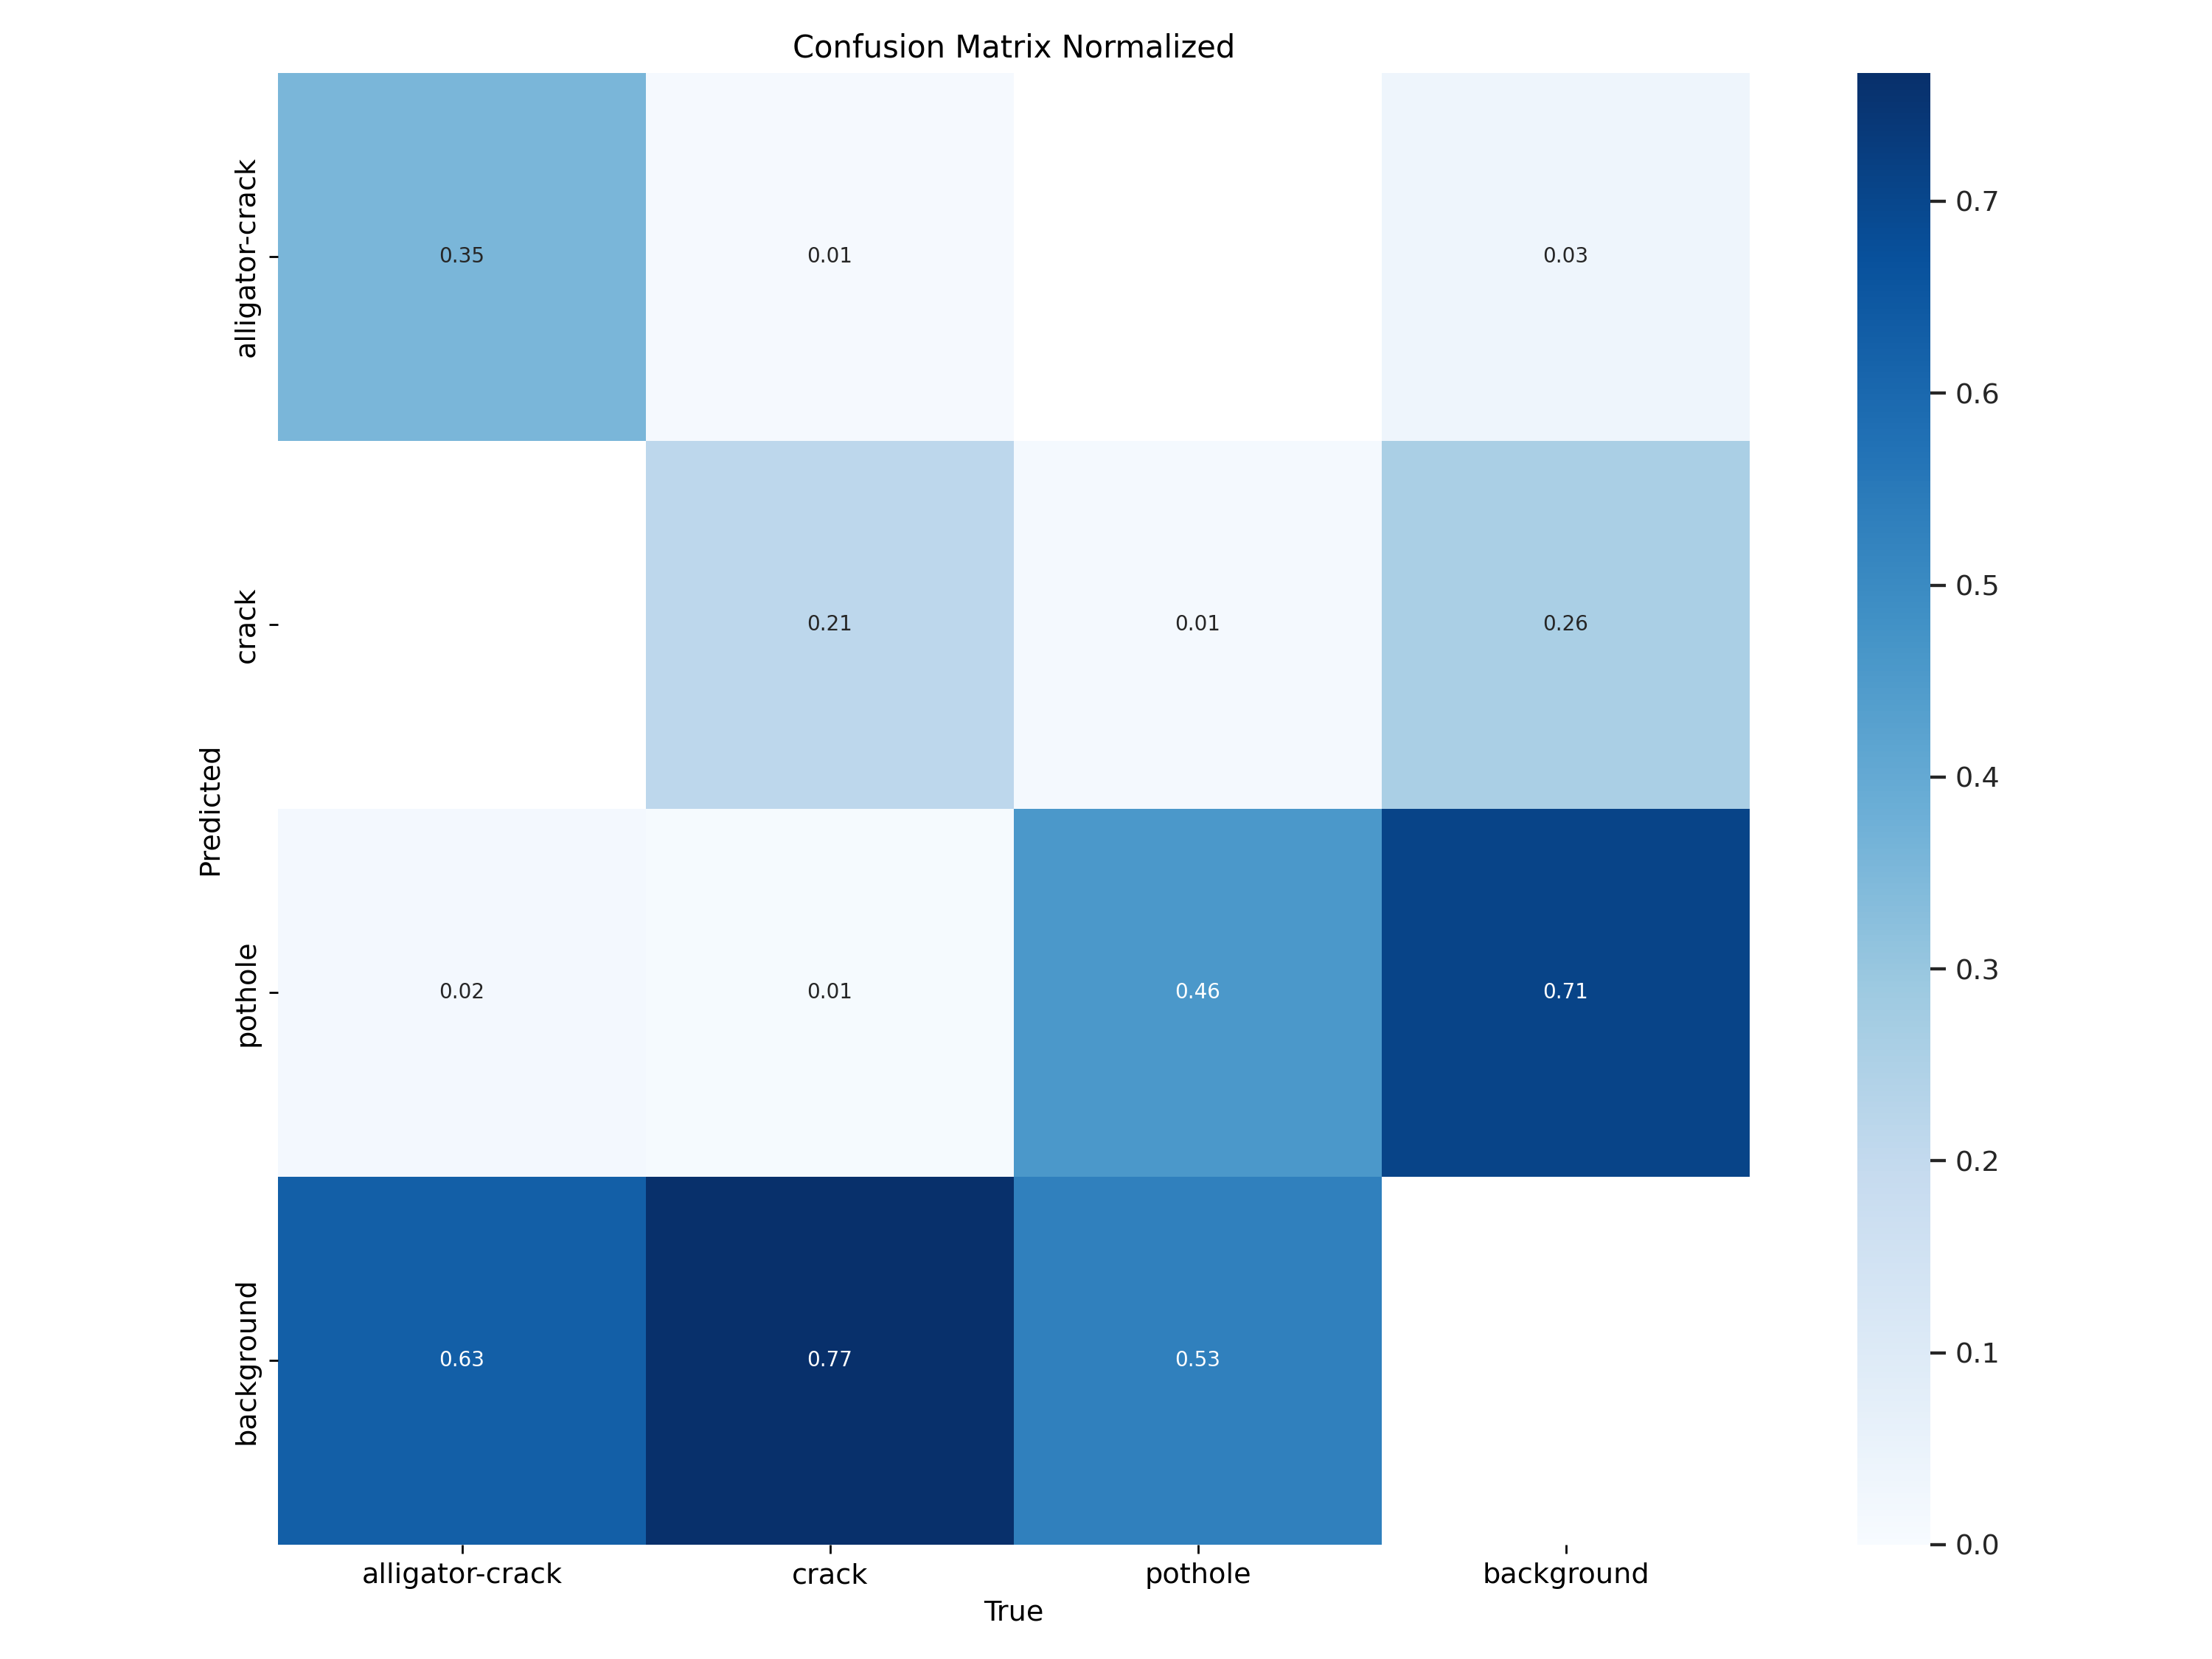 Confusion Matrix Normalized
alligator-crack
0.35
0.01
0.03
crack
0.21
0.01
0.26
pothole
0.02
0.01
0.46
0.71
background
0.63
0.77
0.53
Predicted
alligator-crack
crack
pothole
background
True
0.7
0.6
0.5
0.4
0.3
0.2
0.1
0.0